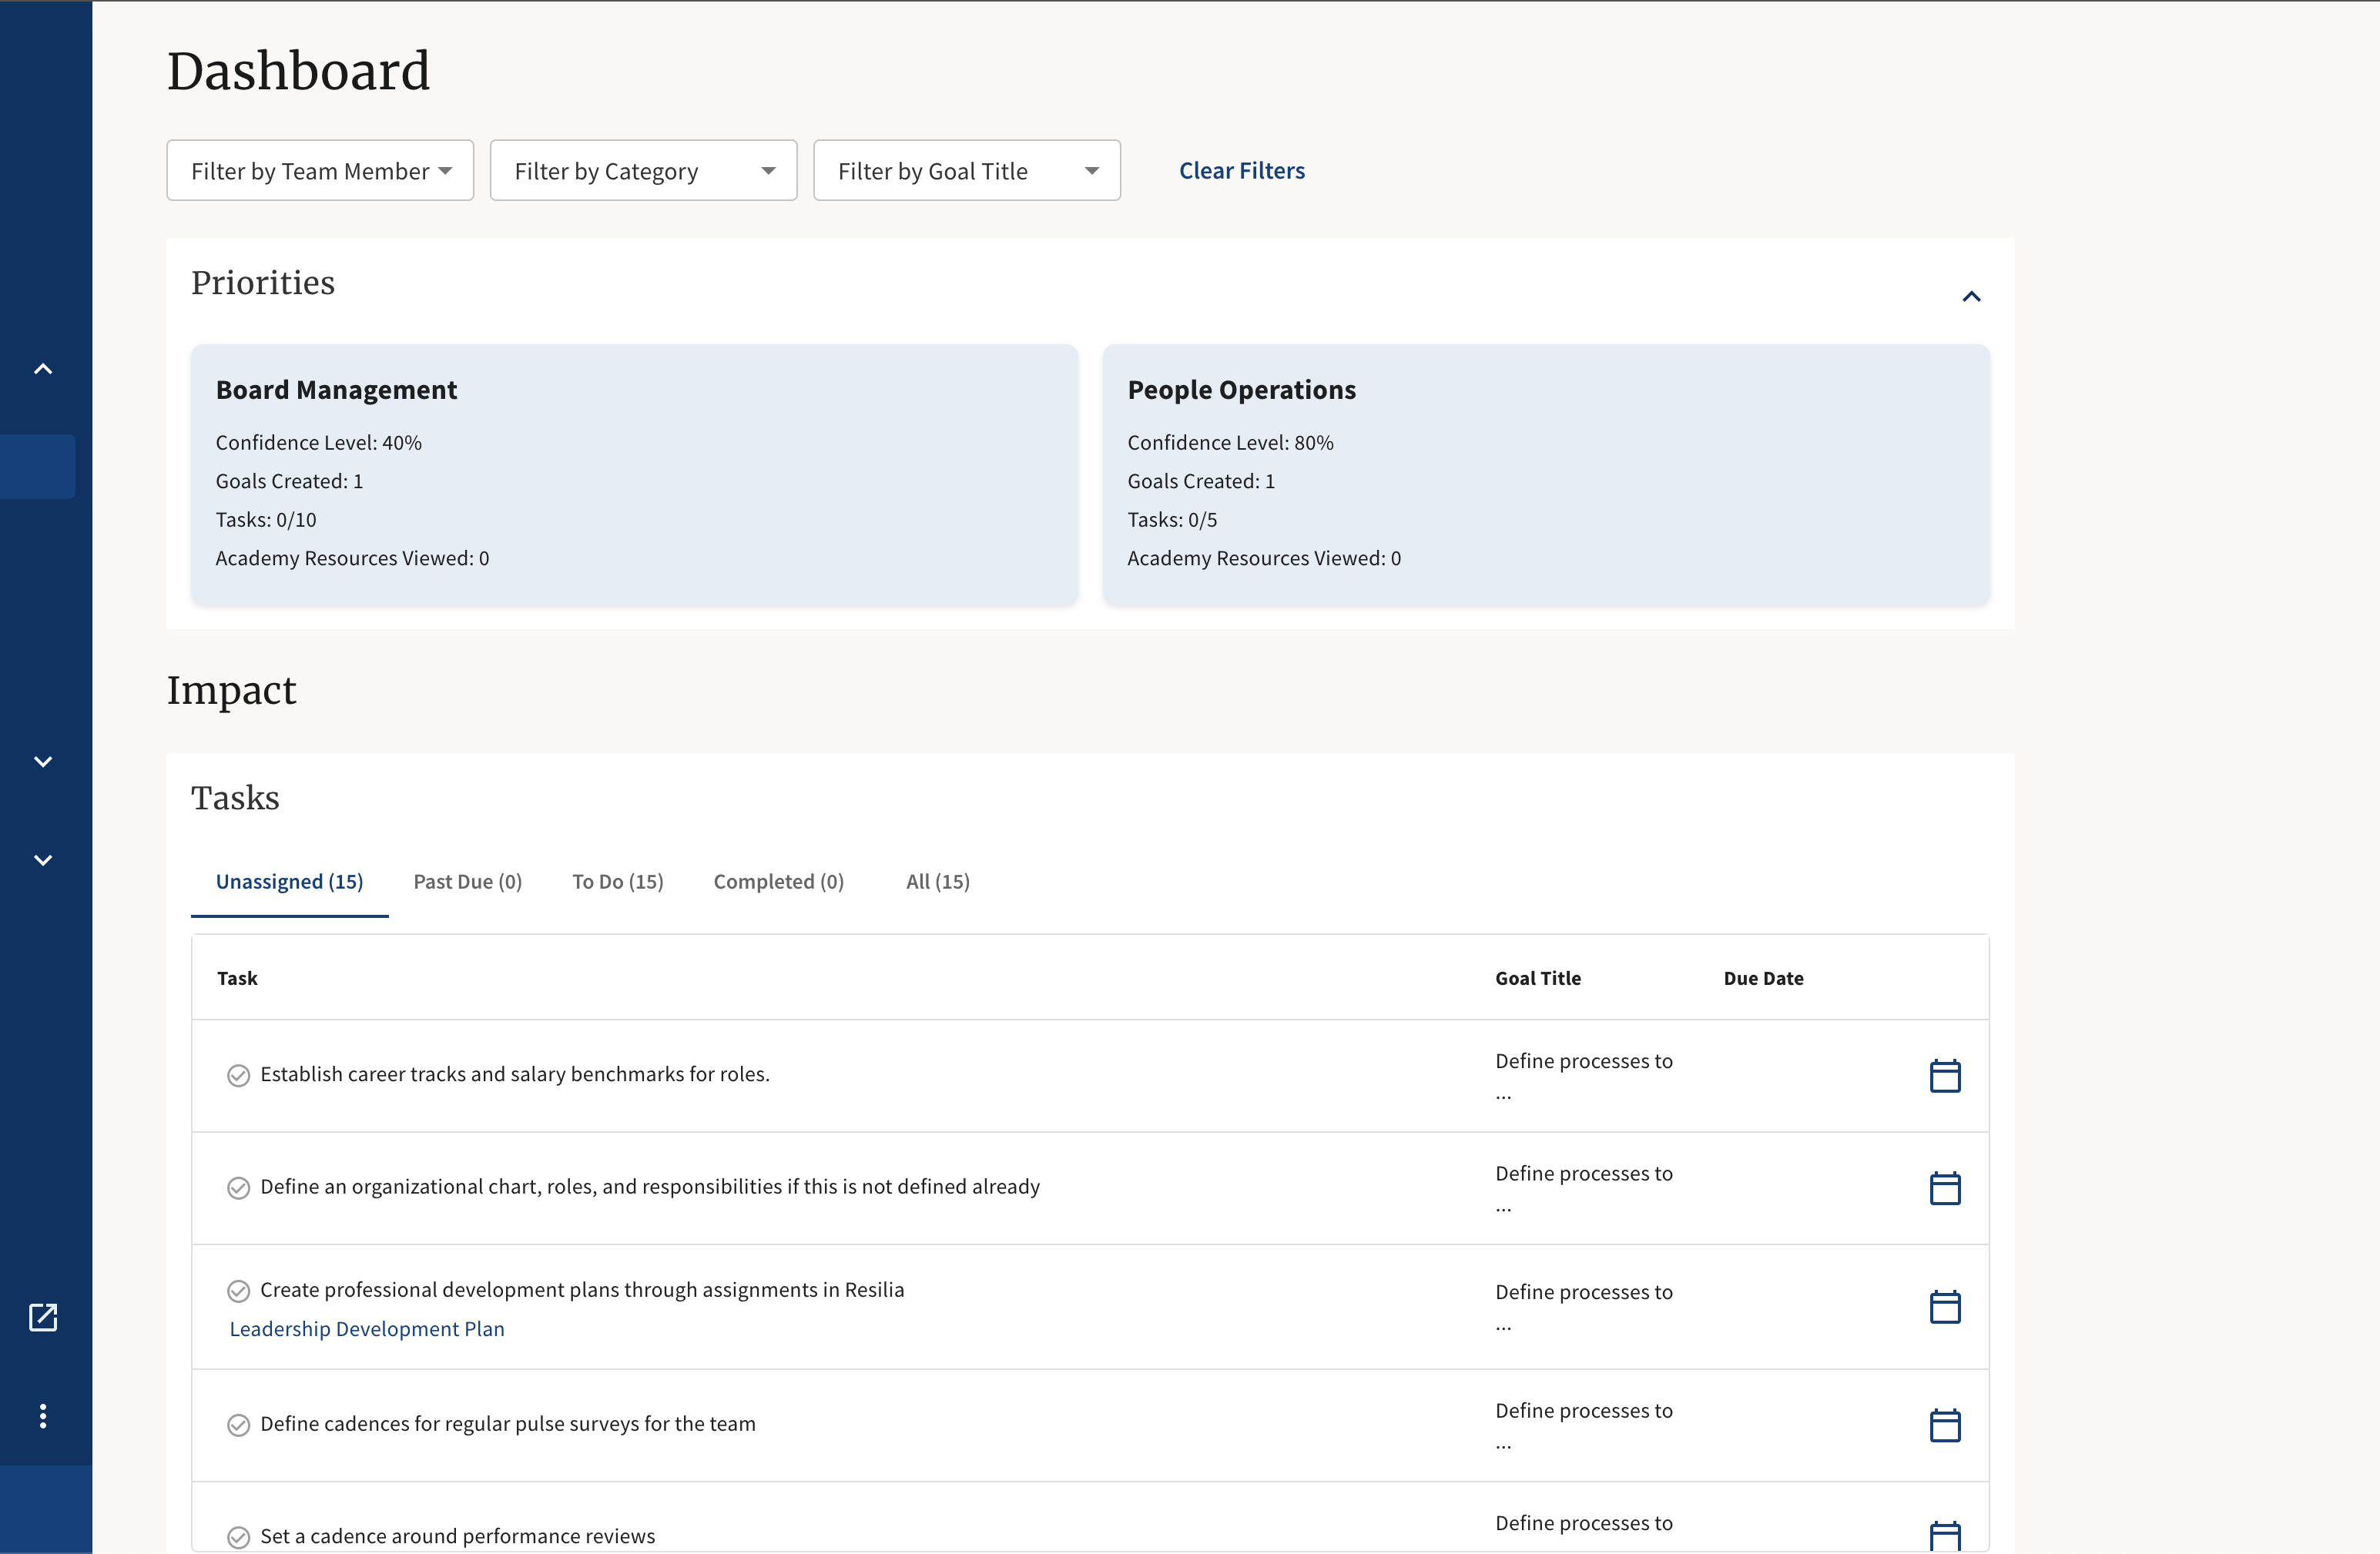 Dashboard
Filter by Team Member
Filter by Category
Filter by Goal Title
Clear Filters
Priorities
Board Management
Confidence Level: 40%
Goals Created: 1
Tasks: 0/10
Academy Resources Viewed: 0
People Operations
Confidence Level: 80%
Goals Created: 1
Tasks: 0/5
Academy Resources Viewed: 0
Impact
Tasks
Unassigned (15)
Past Due (0)
To Do (15)
Completed (0)
All (15)
Task
Goal Title
Due Date
Establish career tracks and salary benchmarks for roles.
Define processes to
...
Define an organizational chart, roles, and responsibilities if this is not defined already
Define processes to
...
Create professional development plans through assignments in Resilia
Leadership Development Plan
Define processes to
...
Define cadences for regular pulse surveys for the team
Define processes to
...
Set a cadence around performance reviews
Define processes to